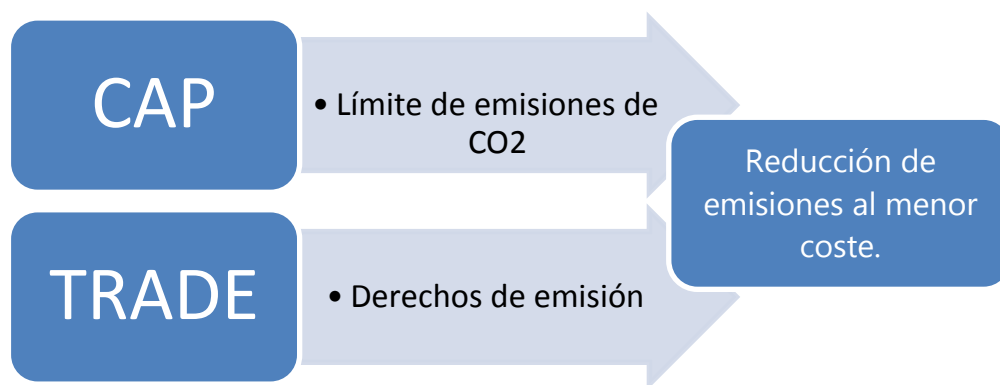 CAP
• Límite de emisiones de
CO2
Reducción de
emisiones al menor
coste.
TRADE
• Derechos de emisión